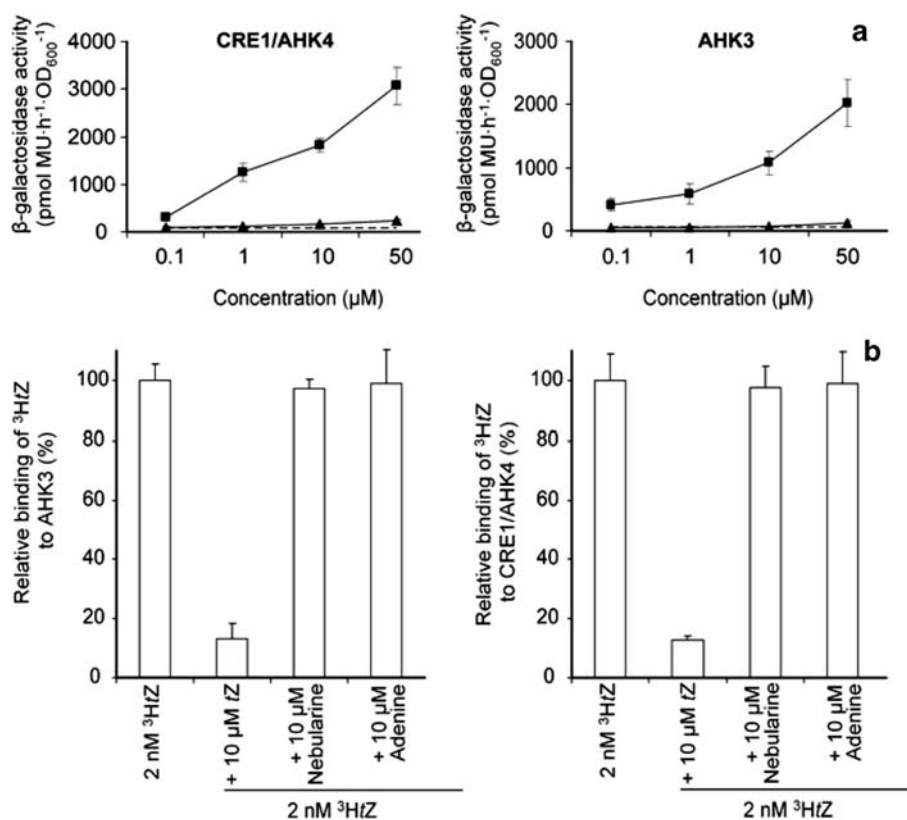 β-galactosidase activity
(pmol MU·h⁻¹·OD₆₀₀⁻¹)
4000
3000
2000
1000
0
CRE1/AHK4
0.1 1 10 50
Concentration (µM)
β-galactosidase activity
(pmol MU·h⁻¹·OD₆₀₀⁻¹)
3000
2000
1000
0
AHK3
a
0.1 1 10 50
Concentration (µM)
Relative binding of ³HtZ
to AHK3 (%)
100
80
60
40
20
0
2 nM ³HtZ
+ 10 µM tZ
+ 10 µM
Nebularine
+ 10 µM
Adenine
2 nM ³HtZ
Relative binding of ³HtZ
to CRE1/AHK4 (%)
100
80
60
40
20
0
b
2 nM ³HtZ
+ 10 µM tZ
+ 10 µM
Nebularine
+ 10 µM
Adenine
2 nM ³HtZ